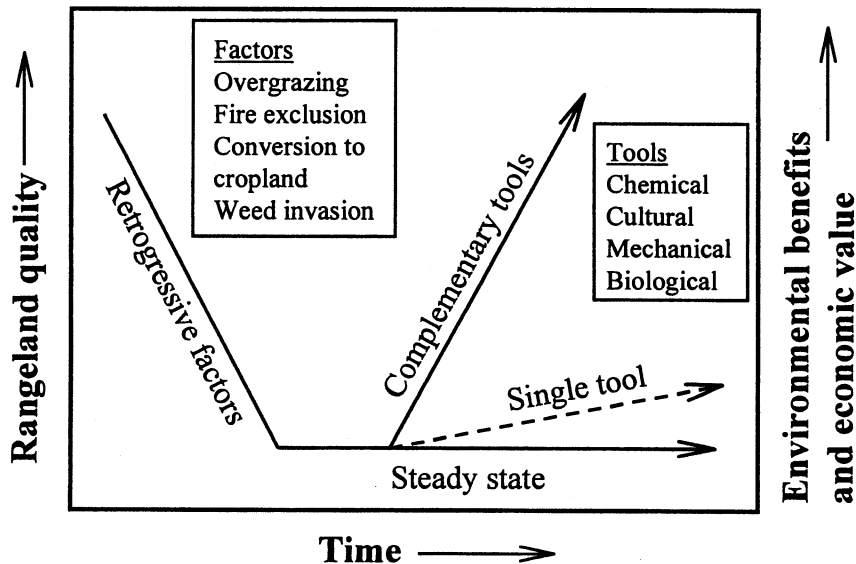 Rangeland quality
Factors
Overgrazing
Fire exclusion
Conversion to
cropland
Weed invasion
Retrogressive factors
Complementary tools
Tools
Chemical
Cultural
Mechanical
Biological
Single tool
Steady state
Environmental benefits
and economic value
Time